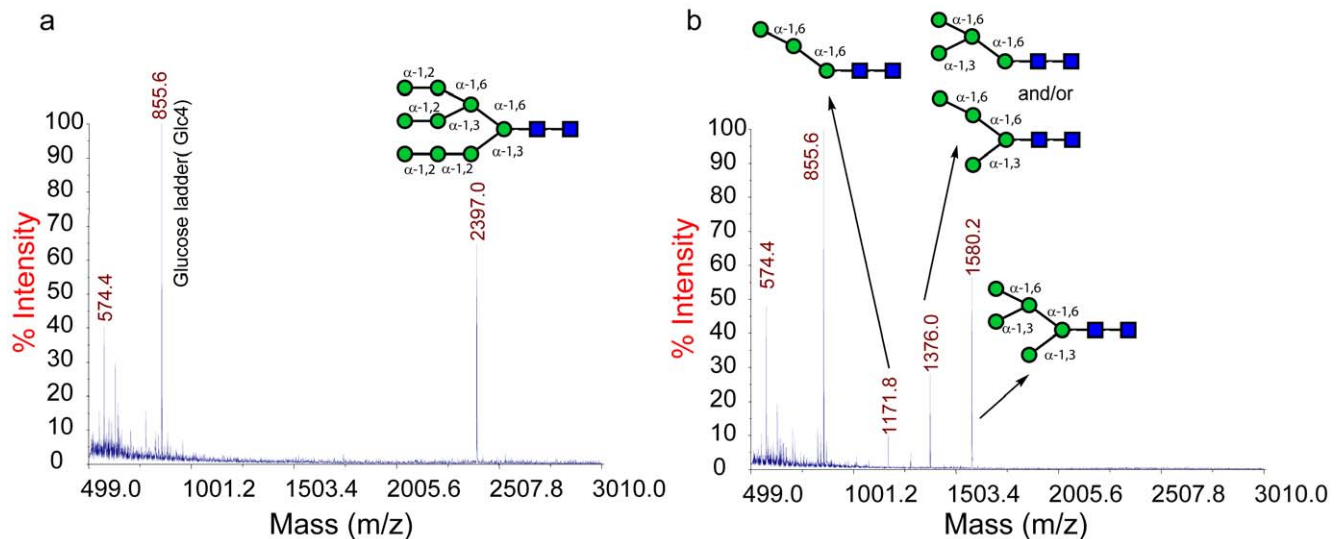 a
α-1,2
α-1,6
α-1,2
α-1,6
α-1,3
α-1,3
α-1,2 α-1,2
855.6
Glucose ladder( Glc4)
574.4
2397.0
% Intensity
100
90
80
70
60
50
40
30
20
10
0
499.0 1001.2 1503.4 2005.6 2507.8 3010.0
Mass (m/z)
b
α-1,6
α-1,6
α-1,6
α-1,6
α-1,3
and/or
α-1,6
α-1,6
α-1,3
855.6
574.4
1171.8
1376.0
1580.2
α-1,6
α-1,6
α-1,3
α-1,3
% Intensity
100
90
80
70
60
50
40
30
20
10
0
499.0 1001.2 1503.4 2005.6 2507.8 3010.0
Mass (m/z)